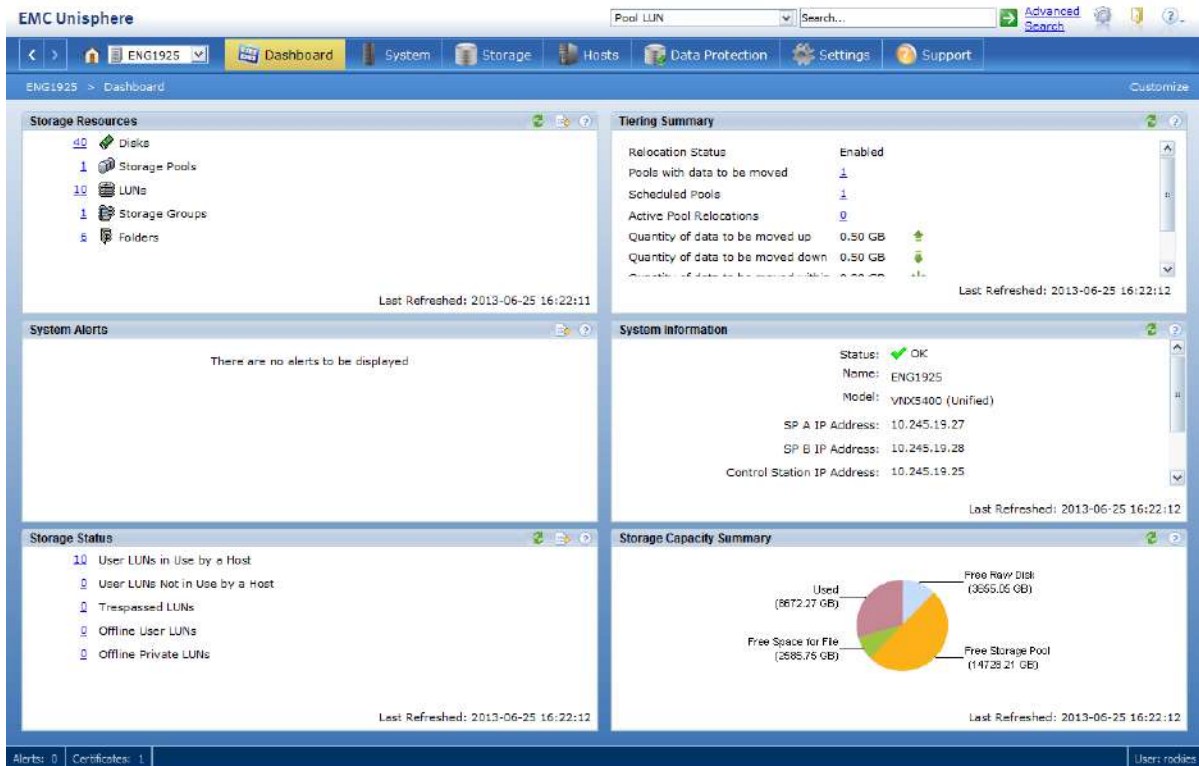 EMC Unisphere
Pool LUN
Search...
Advanced Search
ENG1925
Dashboard
System
Storage
Hosts
Data Protection
Settings
Support
ENG1925 > Dashboard
Customize
Storage Resources
40 Disks
1 Storage Pools
10 LUNs
1 Storage Groups
Folders
Last Refreshed: 2013-06-25 16:22:11
Tiering Summary
Relocation Status Enabled
Pools with data to be moved 1
Scheduled Pools 1
Active Pool Relocations 0
Quantity of data to be moved up 0.50 GB
Quantity of data to be moved down 0.50 GB
Last Refreshed: 2013-06-25 16:22:12
System Alerts
There are no alerts to be displayed
System Information
Status: OK
Name: ENG1925
Model: VNX5400 (Unified)
SP A IP Address: 10.245.19.27
SP B IP Address: 10.245.19.28
Control Station IP Address: 10.245.19.25
Last Refreshed: 2013-06-25 16:22:12
Storage Status
10 User LUNs in Use by a Host
0 User LUNs Not in Use by a Host
0 Trespassed LUNs
0 Offline User LUNs
0 Offline Private LUNs
Last Refreshed: 2013-06-25 16:22:12
Storage Capacity Summary
Used
(8672.27 GB)
Free Raw Disk
Free Space for File
(2585.75 GB)
Free Storage Pool
(14728.21 GB)
Last Refreshed: 2013-06-25 16:22:12
Alerts: 0
Certificates: 1
User: rockies